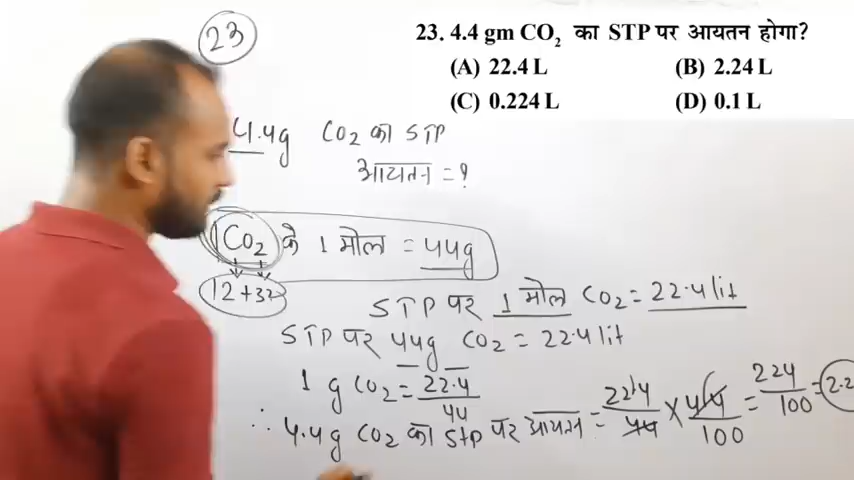 23. 4.4 gm CO₂ का STP पर आयतन होगा?
(A) 22.4 L (B) 2.24 L
(C) 0.224 L (D) 0.1 L
23
4.4g CO₂ का STP
आयतन = ?
1 CO₂ के 1 मोल = 44g
12+32
STP पर 1 मोल CO₂ = 22.4 lit
STP पर 44g CO₂ = 22.4 lit
1 g CO₂ = 22.4/44
∴ 4.4g CO₂ का STP पर आयतन = 22.4/44 × 44/100 = 224/100 = 2.2